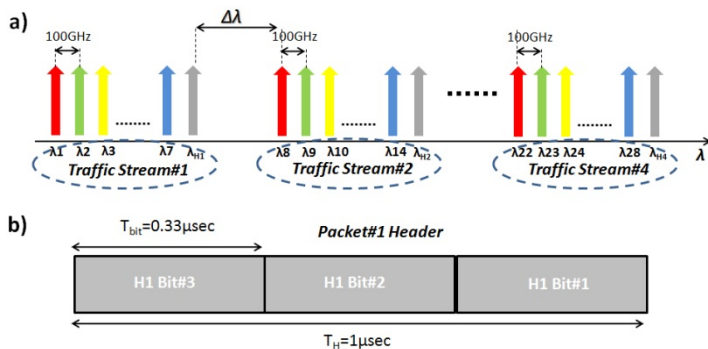 a)
Δλ
100GHz
100GHz
100GHz
λ1 λ2 λ3 ........ λ7 λH1 λ8 λ9 λ10 ........ λ14 λH2 ...... λ22 λ23 λ24 ........ λ28 λH4 λ
Traffic Stream#1 Traffic Stream#2 Traffic Stream#4
b)
Tbit=0.33μsec
Packet#1 Header
H1 Bit#3 H1 Bit#2 H1 Bit#1
TH=1μsec